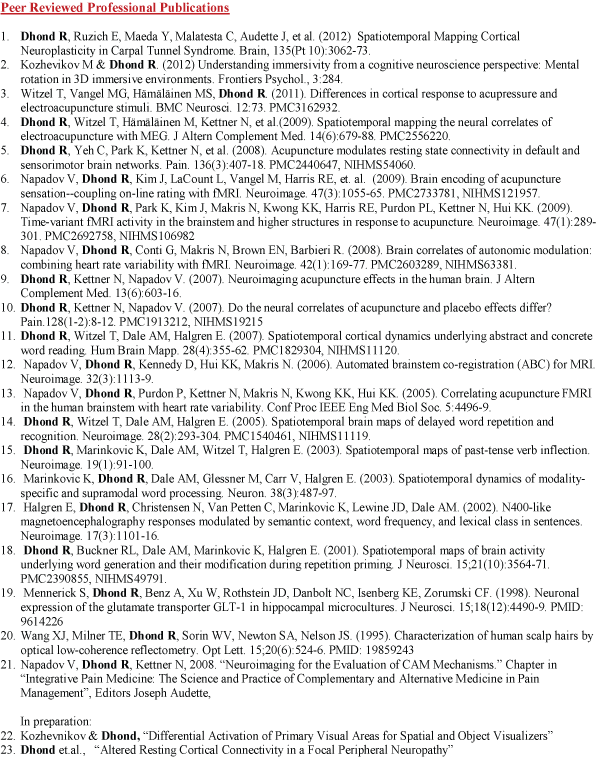 Peer Reviewed Professional Publications
1. Dhond R, Ruzich E, Maeda Y, Malatesta C, Audette J, et al. (2012) Spatiotemporal Mapping Cortical
Neuroplasticity in Carpal Tunnel Syndrome. Brain, 135(Pt 10):3062-73.
2. Kozhevikov M & Dhond R. (2012) Understanding immersivity from a cognitive neuroscience perspective: Mental
rotation in 3D immersive environments. Frontiers Psychol., 3:284.
3. Witzel T, Vangel MG, Hämäläinen MS, Dhond R. (2011). Differences in cortical response to acupressure and
electroacupuncture stimuli. BMC Neurosci. 12:73. PMC3162932.
4. Dhond R, Witzel T, Hämäläinen M, Kettner N, et al.(2009). Spatiotemporal mapping the neural correlates of
electroacupuncture with MEG. J Altern Complement Med. 14(6):679-88. PMC2556220.
5. Dhond R, Yeh C, Park K, Kettner N, et al. (2008). Acupuncture modulates resting state connectivity in default and
sensorimotor brain networks. Pain. 136(3):407-18. PMC2440647, NIHMS54060.
6. Napadov V, Dhond R, Kim J, LaCount L, Vangel M, Harris RE, et. al. (2009). Brain encoding of acupuncture
sensation--coupling on-line rating with fMRI. Neuroimage. 47(3):1055-65. PMC2733781, NIHMS121957.
7. Napadov V, Dhond R, Park K, Kim J, Makris N, Kwong KK, Harris RE, Purdon PL, Kettner N, Hui KK. (2009).
Time-variant fMRI activity in the brainstem and higher structures in response to acupuncture. Neuroimage. 47(1):289-
301. PMC2692758, NIHMS106982
8. Napadov V, Dhond R, Conti G, Makris N, Brown EN, Barbieri R. (2008). Brain correlates of autonomic modulation:
combining heart rate variability with fMRI. Neuroimage. 42(1):169-77. PMC2603289, NIHMS63381.
9. Dhond R, Kettner N, Napadov V. (2007). Neuroimaging acupuncture effects in the human brain. J Altern
Complement Med. 13(6):603-16.
10. Dhond R, Kettner N, Napadov V. (2007). Do the neural correlates of acupuncture and placebo effects differ?
Pain.128(1-2):8-12. PMC1913212, NIHMS19215
11. Dhond R, Witzel T, Dale AM, Halgren E. (2007). Spatiotemporal cortical dynamics underlying abstract and concrete
word reading. Hum Brain Mapp. 28(4):355-62. PMC1829304, NIHMS11120.
12. Napadov V, Dhond R, Kennedy D, Hui KK, Makris N. (2006). Automated brainstem co-registration (ABC) for MRI.
Neuroimage. 32(3):1113-9.
13. Napadov V, Dhond R, Purdon P, Kettner N, Makris N, Kwong KK, Hui KK. (2005). Correlating acupuncture FMRI
in the human brainstem with heart rate variability. Conf Proc IEEE Eng Med Biol Soc. 5:4496-9.
14. Dhond R, Witzel T, Dale AM, Halgren E. (2005). Spatiotemporal brain maps of delayed word repetition and
recognition. Neuroimage. 28(2):293-304. PMC1540461, NIHMS11119.
15. Dhond R, Marinkovic K, Dale AM, Witzel T, Halgren E. (2003). Spatiotemporal maps of past-tense verb inflection.
Neuroimage. 19(1):91-100.
16. Marinkovic K, Dhond R, Dale AM, Glessner M, Carr V, Halgren E. (2003). Spatiotemporal dynamics of modality-
specific and supramodal word processing. Neuron. 38(3):487-97.
17. Halgren E, Dhond R, Christensen N, Van Petten C, Marinkovic K, Lewine JD, Dale AM. (2002). N400-like
magnetoencephalography responses modulated by semantic context, word frequency, and lexical class in sentences.
Neuroimage. 17(3):1101-16.
18. Dhond R, Buckner RL, Dale AM, Marinkovic K, Halgren E. (2001). Spatiotemporal maps of brain activity
underlying word generation and their modification during repetition priming. J Neurosci. 15;21(10):3564-71.
PMC2390855, NIHMS49791.
19. Mennerick S, Dhond R, Benz A, Xu W, Rothstein JD, Danbolt NC, Isenberg KE, Zorumski CF. (1998). Neuronal
expression of the glutamate transporter GLT-1 in hippocampal microcultures. J Neurosci. 15;18(12):4490-9. PMID:
9614226
20. Wang XJ, Milner TE, Dhond R, Sorin WV, Newton SA, Nelson JS. (1995). Characterization of human scalp hairs by
optical low-coherence reflectometry. Opt Lett. 15;20(6):524-6. PMID: 19859243
21. Napadov V, Dhond R, Kettner N, 2008. “Neuroimaging for the Evaluation of CAM Mechanisms.” Chapter in
“Integrative Pain Medicine: The Science and Practice of Complementary and Alternative Medicine in Pain
Management”, Editors Joseph Audette,
In preparation:
22. Kozhevnikov & Dhond, “Differential Activation of Primary Visual Areas for Spatial and Object Visualizers”
23. Dhond et.al., “Altered Resting Cortical Connectivity in a Focal Peripheral Neuropathy”